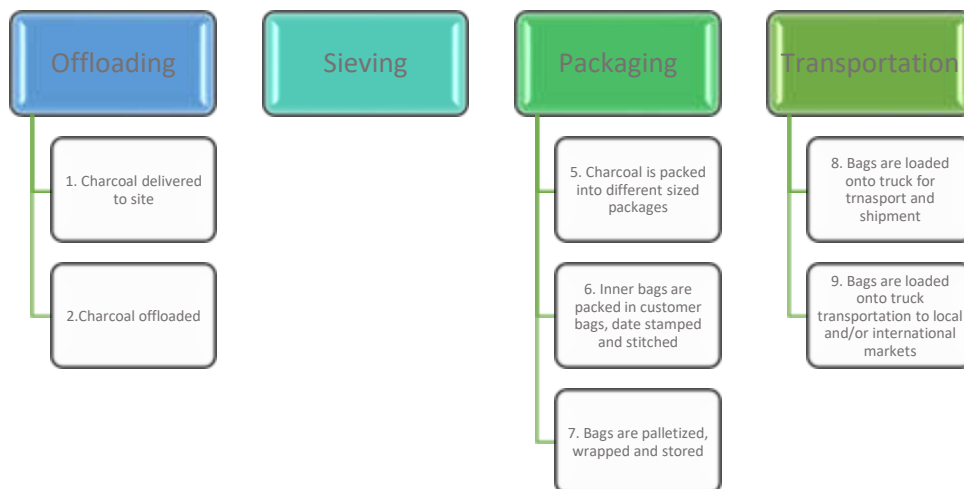 Offloading
1. Charcoal delivered
to site
2.Charcoal offloaded
Sieving
Packaging
5. Charcoal is packed
into different sized
packages
6. Inner bags are
packed in customer
bags, date stamped
and stitched
7. Bags are palletized,
wrapped and stored
Transportation
8. Bags are loaded
onto truck for
trnasport and
shipment
9. Bags are loaded
onto truck
transportation to local
and/or international
markets